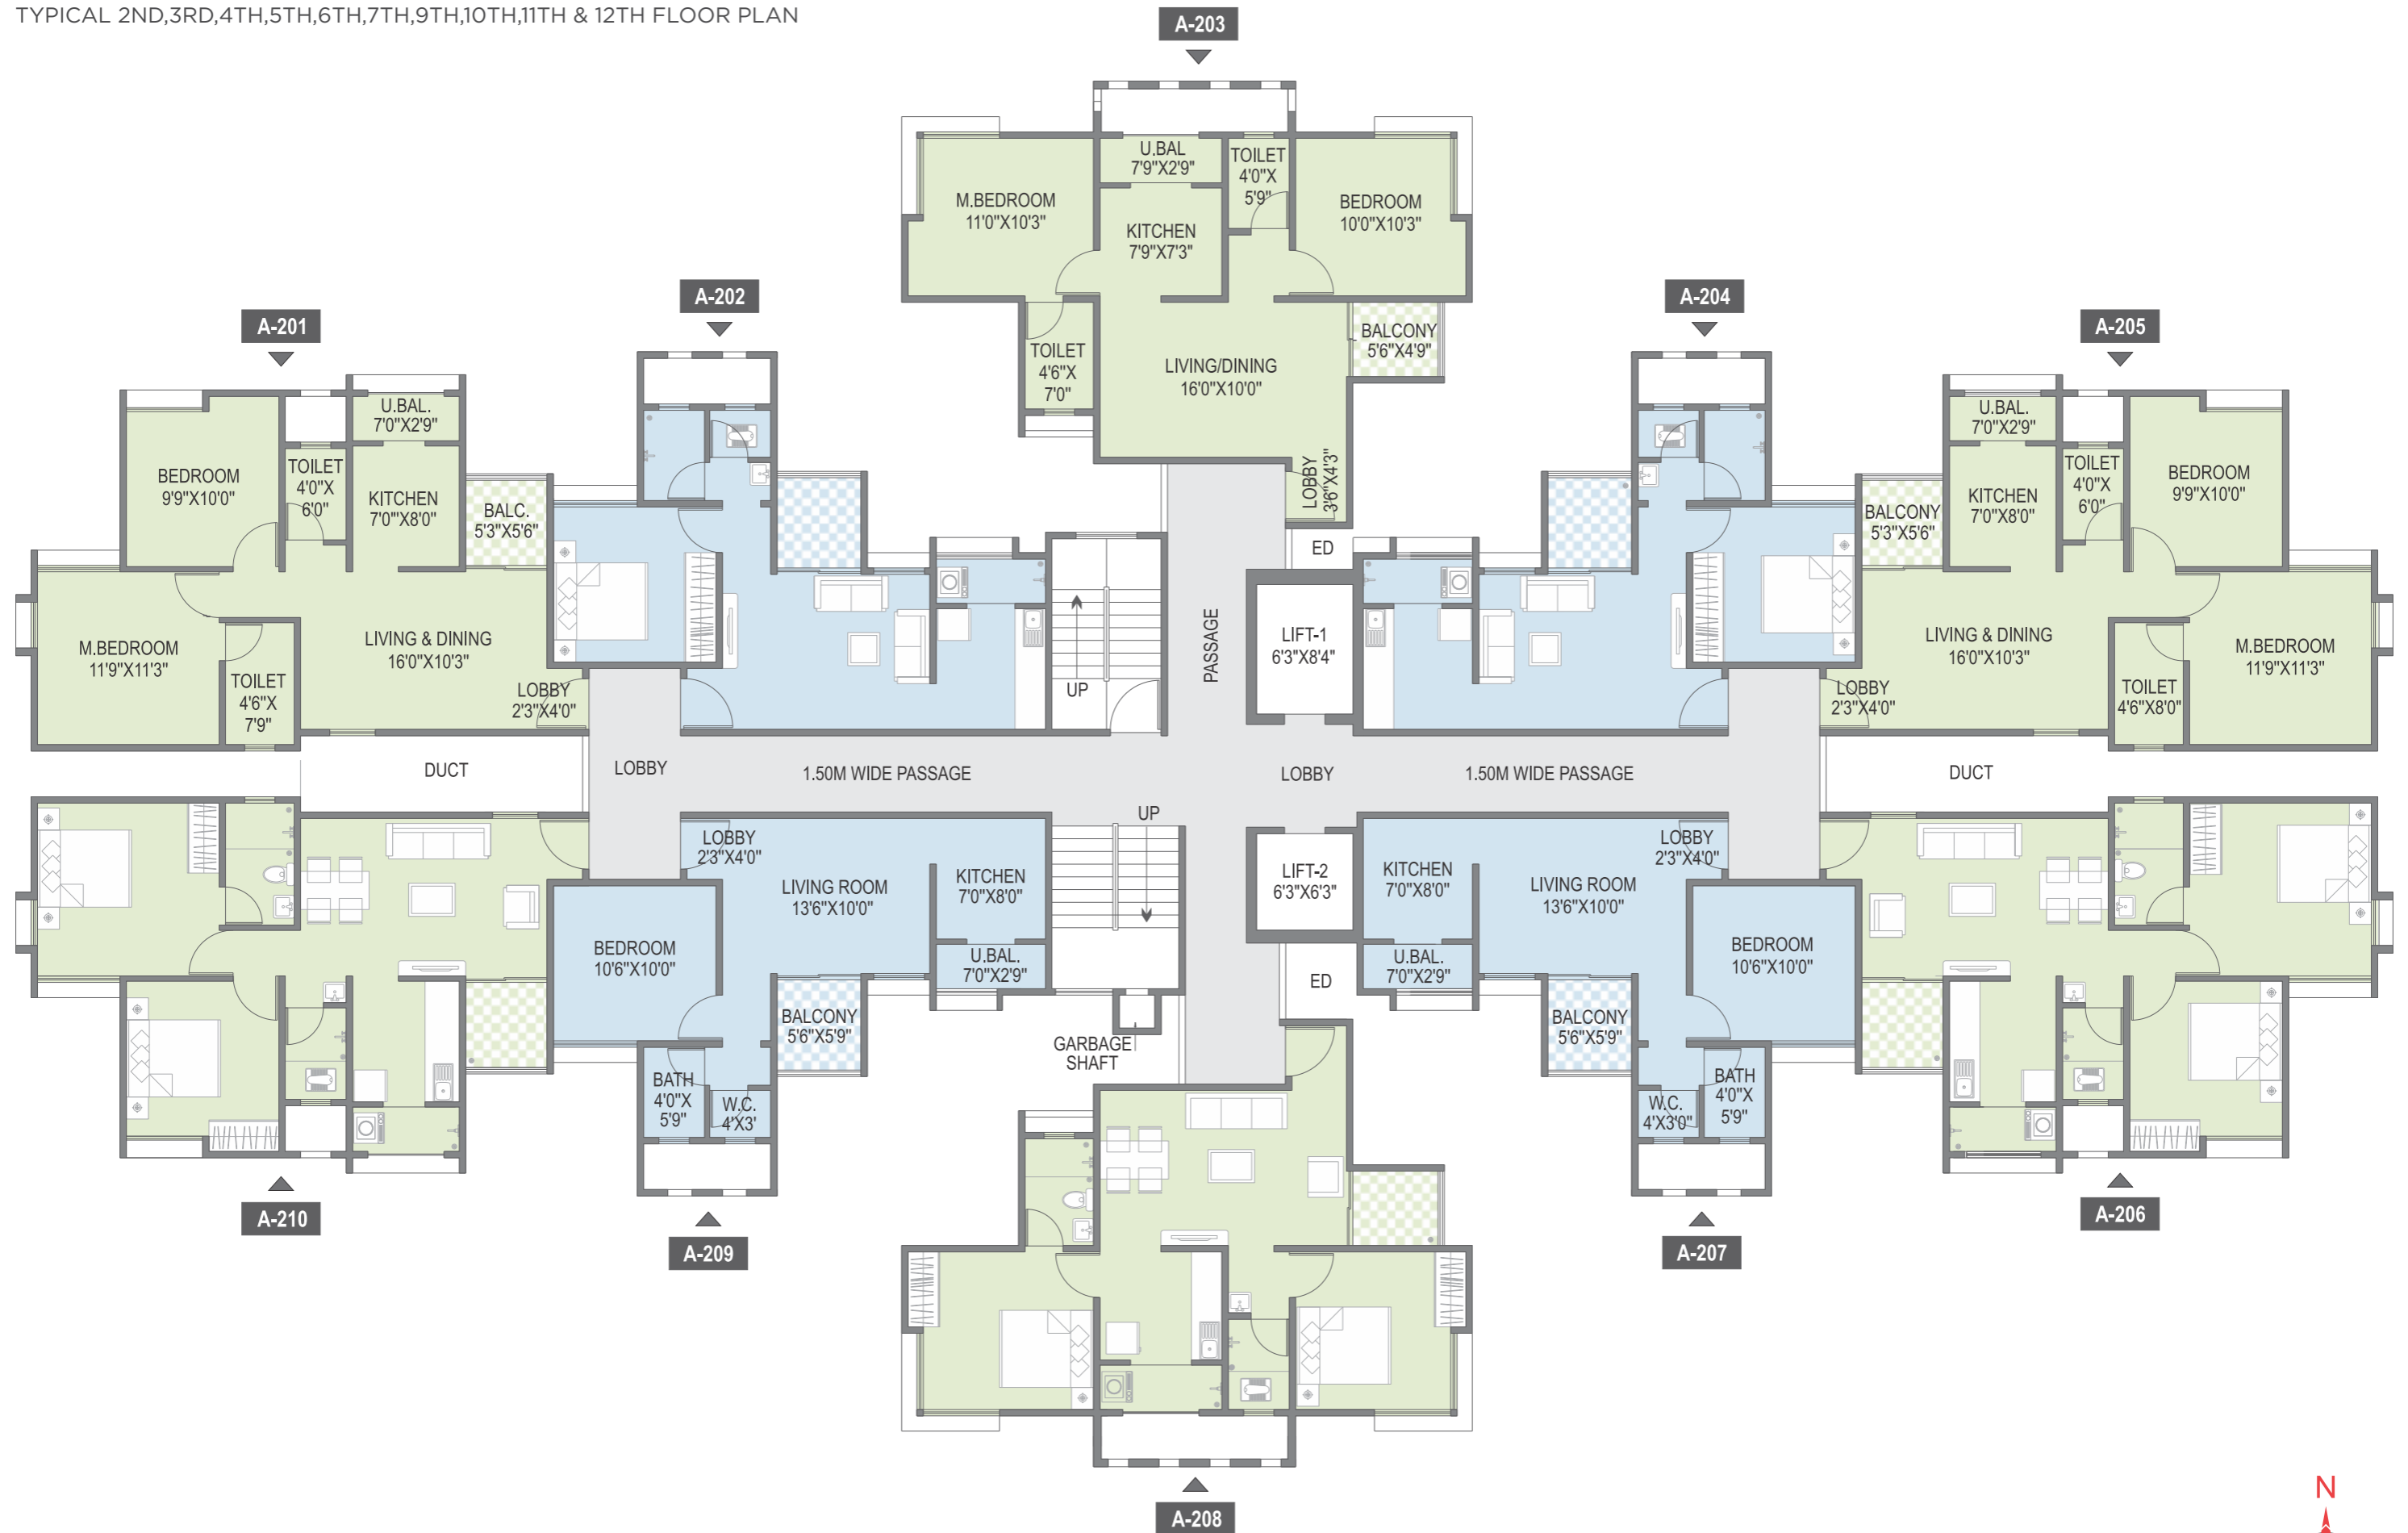 TYPICAL 2ND,3RD,4TH,5TH,6TH,7TH,9TH,10TH,11TH & 12TH FLOOR PLAN
A-203
U.BAL
7'9"X2'9"
TOILET
4'0"X
5'9"
M.BEDROOM
11'0"X10'3"
BEDROOM
10'0"X10'3"
KITCHEN
7'9"X7'3"
TOILET
4'6"X
7'0"
LIVING/DINING
16'0"X10'0"
BALCONY
5'6"X4'9"
LOBBY
3'6"X4'3"
A-201
BEDROOM
9'9"X10'0"
TOILET
4'0"X
6'0"
U.BAL.
7'0"X2'9"
KITCHEN
7'0"X8'0"
BALC.
5'3"X5'6"
M.BEDROOM
11'9"X11'3"
TOILET
4'6"X
7'9"
LIVING & DINING
16'0"X10'3"
LOBBY
2'3"X4'0"
A-202
A-204
A-205
U.BAL.
7'0"X2'9"
TOILET
4'0"X
6'0"
BEDROOM
9'9"X10'0"
KITCHEN
7'0"X8'0"
BALCONY
5'3"X5'6"
LIVING & DINING
16'0"X10'3"
M.BEDROOM
11'9"X11'3"
LOBBY
2'3"X4'0"
TOILET
4'6"X8'0"
ED
PASSAGE
LIFT-1
6'3"X8'4"
UP
DUCT
LOBBY
1.50M WIDE PASSAGE
LOBBY
1.50M WIDE PASSAGE
DUCT
UP
LOBBY
2'3"X4'0"
LIVING ROOM
13'6"X10'0"
KITCHEN
7'0"X8'0"
BEDROOM
10'6"X10'0"
U.BAL.
7'0"X2'9"
BALCONY
5'6"X5'9"
BATH
4'0"X
5'9"
W.C.
4'X3'
GARBAGE
SHAFT
LIFT-2
6'3"X6'3"
ED
KITCHEN
7'0"X8'0"
LIVING ROOM
13'6"X10'0"
LOBBY
2'3"X4'0"
BEDROOM
10'6"X10'0"
U.BAL.
7'0"X2'9"
BALCONY
5'6"X5'9"
W.C.
4'X3'0"
BATH
4'0"X
5'9"
A-210
A-209
A-207
A-206
A-208
N